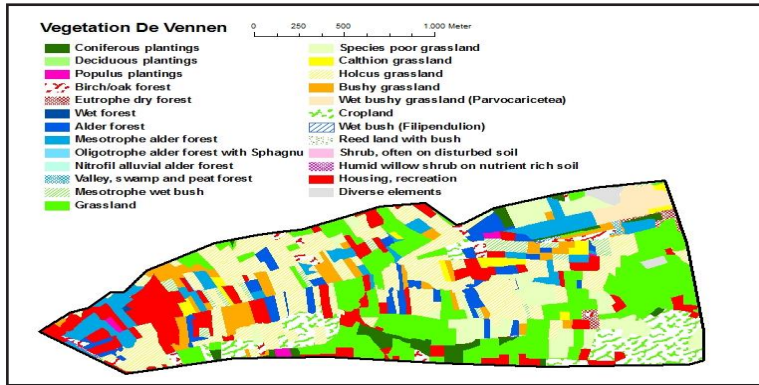 Vegetation De Vennen
0 250 500 1.000 Meter
Coniferous plantings
Deciduous plantings
Populus plantings
Birch/oak forest
Eutrophe dry forest
Wet forest
Alder forest
Mesotrophe alder forest
Oligotrophe alder forest with Sphagnu
Nitrofil alluvial alder forest
Valley, swamp and peat forest
Mesotrophe wet bush
Grassland
Species poor grassland
Calthion grassland
Holcus grassland
Bushy grassland
Wet bushy grassland (Parvocaricetea)
Cropland
Wet bush (Filipendulion)
Reed land with bush
Shrub, often on disturbed soil
Humid willow shrub on nutrient rich soil
Housing, recreation
Diverse elements